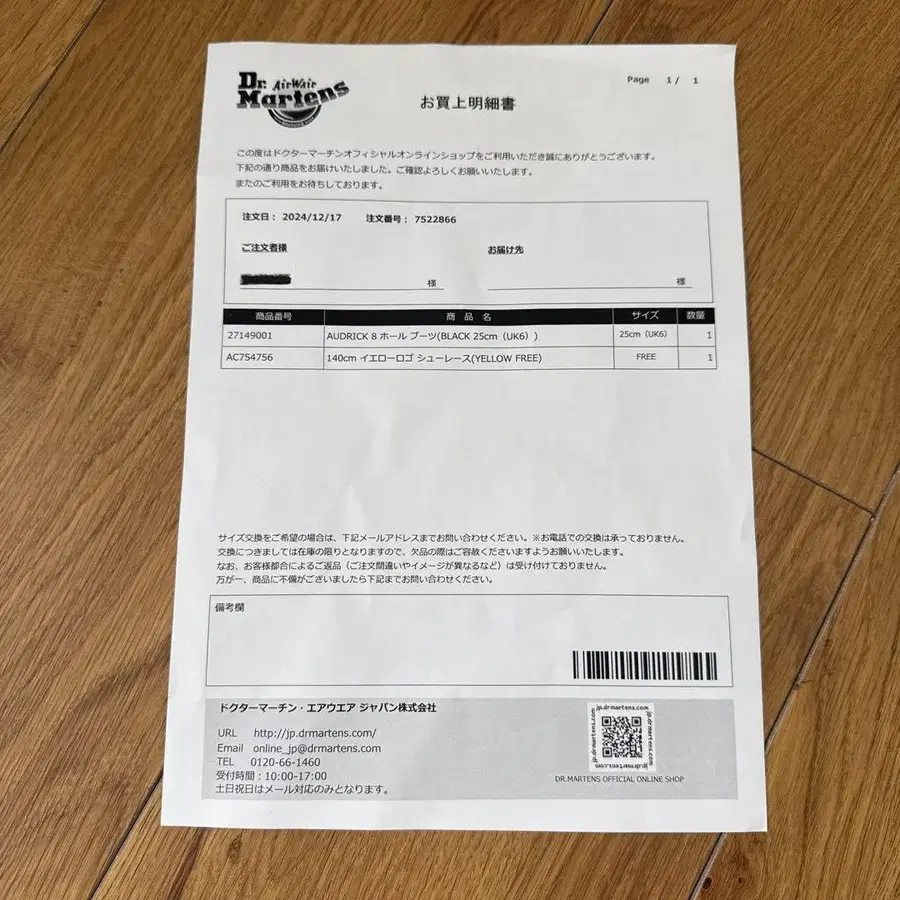 Dr. AirWair
Martens
Page 1 / 1
お買上明細書
この度はドクターマーチンオフィシャルオンラインショップをご利用いただき誠にありがとうございます。
下記の通り商品をお届けいたしました。ご確認よろしくお願いいたします。
またのご利用をお待ちしております。
注文日： 2024/12/17 注文番号： 7522866
ご注文者様 お届け先
様 様
商品番号 商 品 名 サイズ 数量
27149001 AUDRICK 8 ホール ブーツ(BLACK 25cm（UK6）) 25cm（UK6） 1
AC754756 140cm イエローロゴ シューレース(YELLOW FREE) FREE 1
サイズ交換をご希望の場合は、下記メールアドレスまでお問い合わせください。※お電話での交換は承っておりません。
交換につきましては在庫の限りとなりますので、欠品の際はご容赦くださいますようお願いいたします。
なお、お客様都合によるご返品（ご注文間違いやイメージが異なるなど）は受け付けておりません。
万が一、商品に不備がございましたら下記までお問い合わせください。
備考欄
ドクターマーチン・エアウエア ジャパン株式会社
URL http://jp.drmartens.com/
Email online_jp@drmartens.com
TEL 0120-66-1460
受付時間：10:00-17:00
土日祝日はメール対応のみとなります。
jp.drmartens.com
jp.drmartens.com
jp.drmartens.com
jp.drmartens.com
DR.MARTENS OFFICIAL ONLINE SHOP